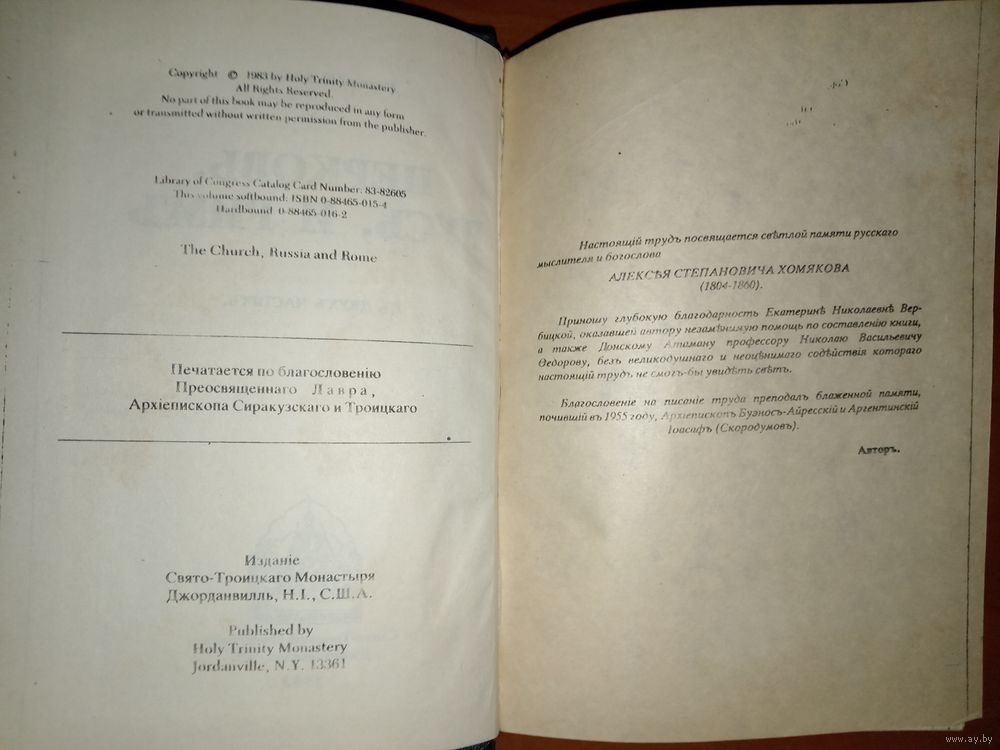 Copyright © 1983 by Holy Trinity Monastery
All Rights Reserved.
No part of this book may be reproduced in any form
or transmitted without written permission from the publisher.
Library of Congress Catalog Card Number: 83-82605
This volume softbound: ISBN 0-88465-015-4
Hardbound 0-88465-016-2
The Church, Russia and Rome
Печатается по благословенію
Преосвященнаго Лавра,
Архіепископа Сиракузскаго и Троицкаго
Изданіе
Свято-Троицкаго Монастыря
Джорданвилль, Н.І., С.Ш.А.
Published by
Holy Trinity Monastery
Jordanville, N.Y. 13361
Настоящій трудъ посвящается свѣтлой памяти русскаго
мыслителя и богослова
АЛЕКСѢЯ СТЕПАНОВИЧА ХОМЯКОВА
(1804-1860).
Приношу глубокую благодарность Екатеринѣ Николаевнѣ Вер-
бицкой, оказавшей автору незамѣнимую помощь по составленію книги,
а также Донскому Атаману профессору Николаю Васильевичу
Ѳедорову, безъ великодушнаго и неоцѣнимаго содѣйствія котораго
настоящій трудъ не смогъ-бы увидѣть свѣтъ.
Благословеніе на писаніе труда преподалъ блаженной памяти,
почившій въ 1955 году, Архіепископъ Буэносъ-Айресскій и Аргентинскій
Іоасафъ (Скородумовъ).
Авторъ.
www.ay.by